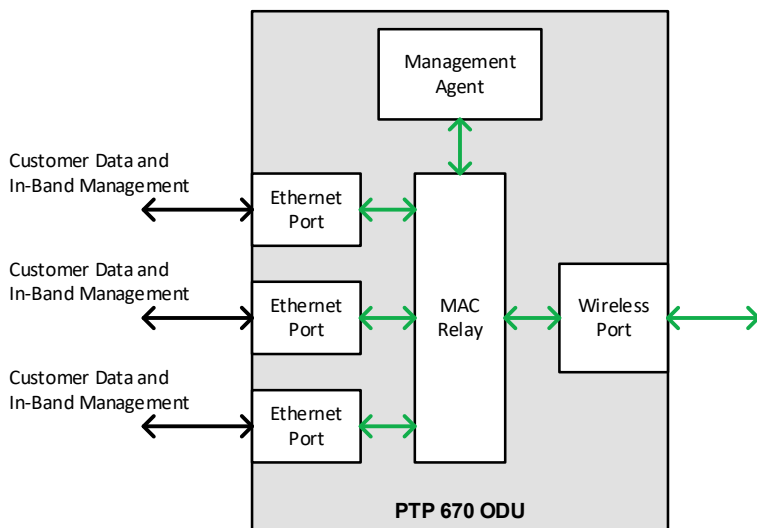 Management
Agent
Customer Data and
In-Band Management
Ethernet
Port
Customer Data and
In-Band Management
Ethernet
Port
MAC
Relay
Wireless
Port
Customer Data and
In-Band Management
Ethernet
Port
PTP 670 ODU